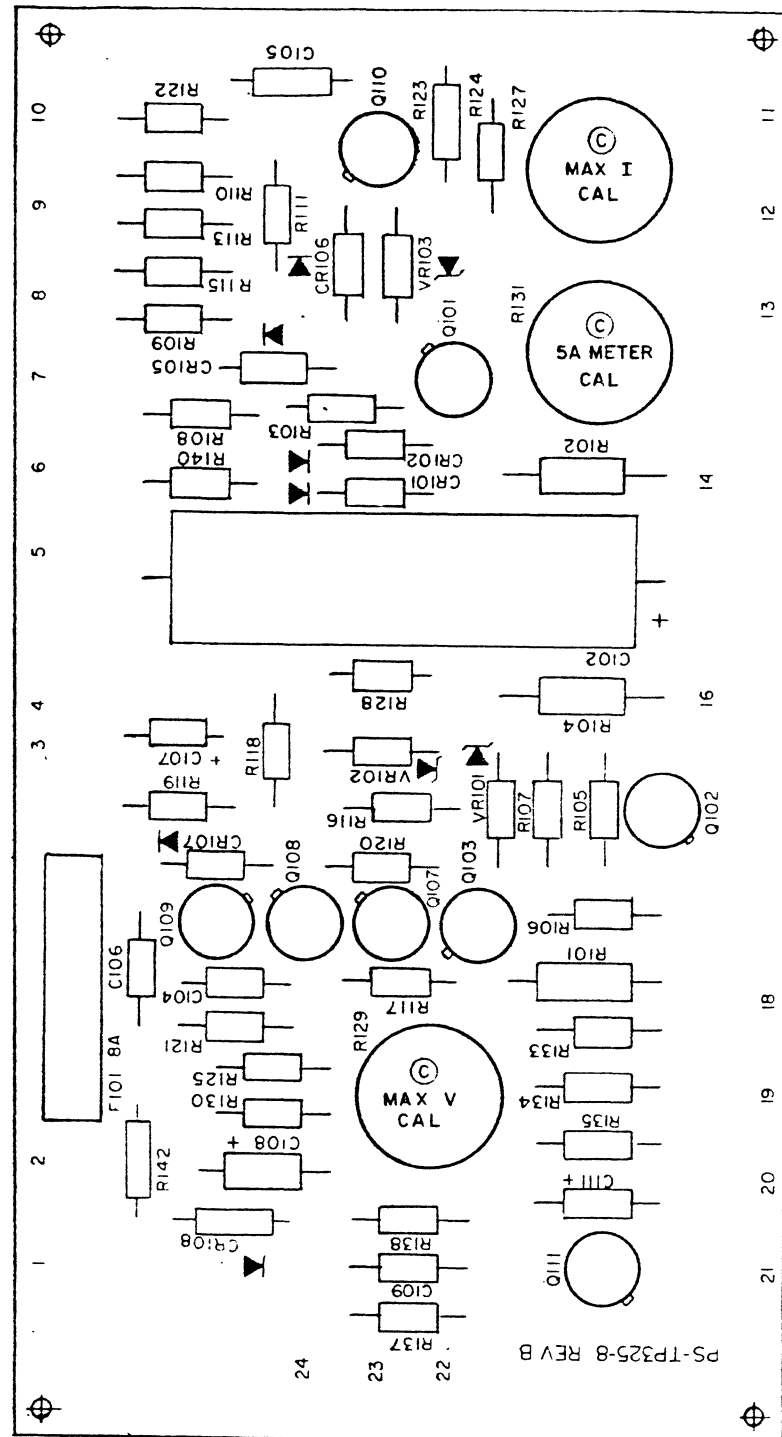 C105
Q110
R123
R124
R127
R122
10
11
© MAX I CAL
R110
R111
9
12
R113
CR106
VR103
R115
8
Q101
R131
13
R109
CR105
7
© 5A METER CAL
R108
R103
CR102
R102
6
R140
CR101
14
5
+
C102
R128
R104
16
4
3
+ C107
R118
VR102
VR101
R107
R105
Q102
R119
R116
CR107
Q108
R120
Q107
Q103
Q109
R106
C106
R101
C104
R117
18
R121
R129
R133
F101 8A
R125
© MAX V CAL
R134
19
R130
R135
C108 +
2
R142
C111 +
20
CR108
R138
Q111
1
C109
21
R137
24
23
22
PS-TP325-8 REV B